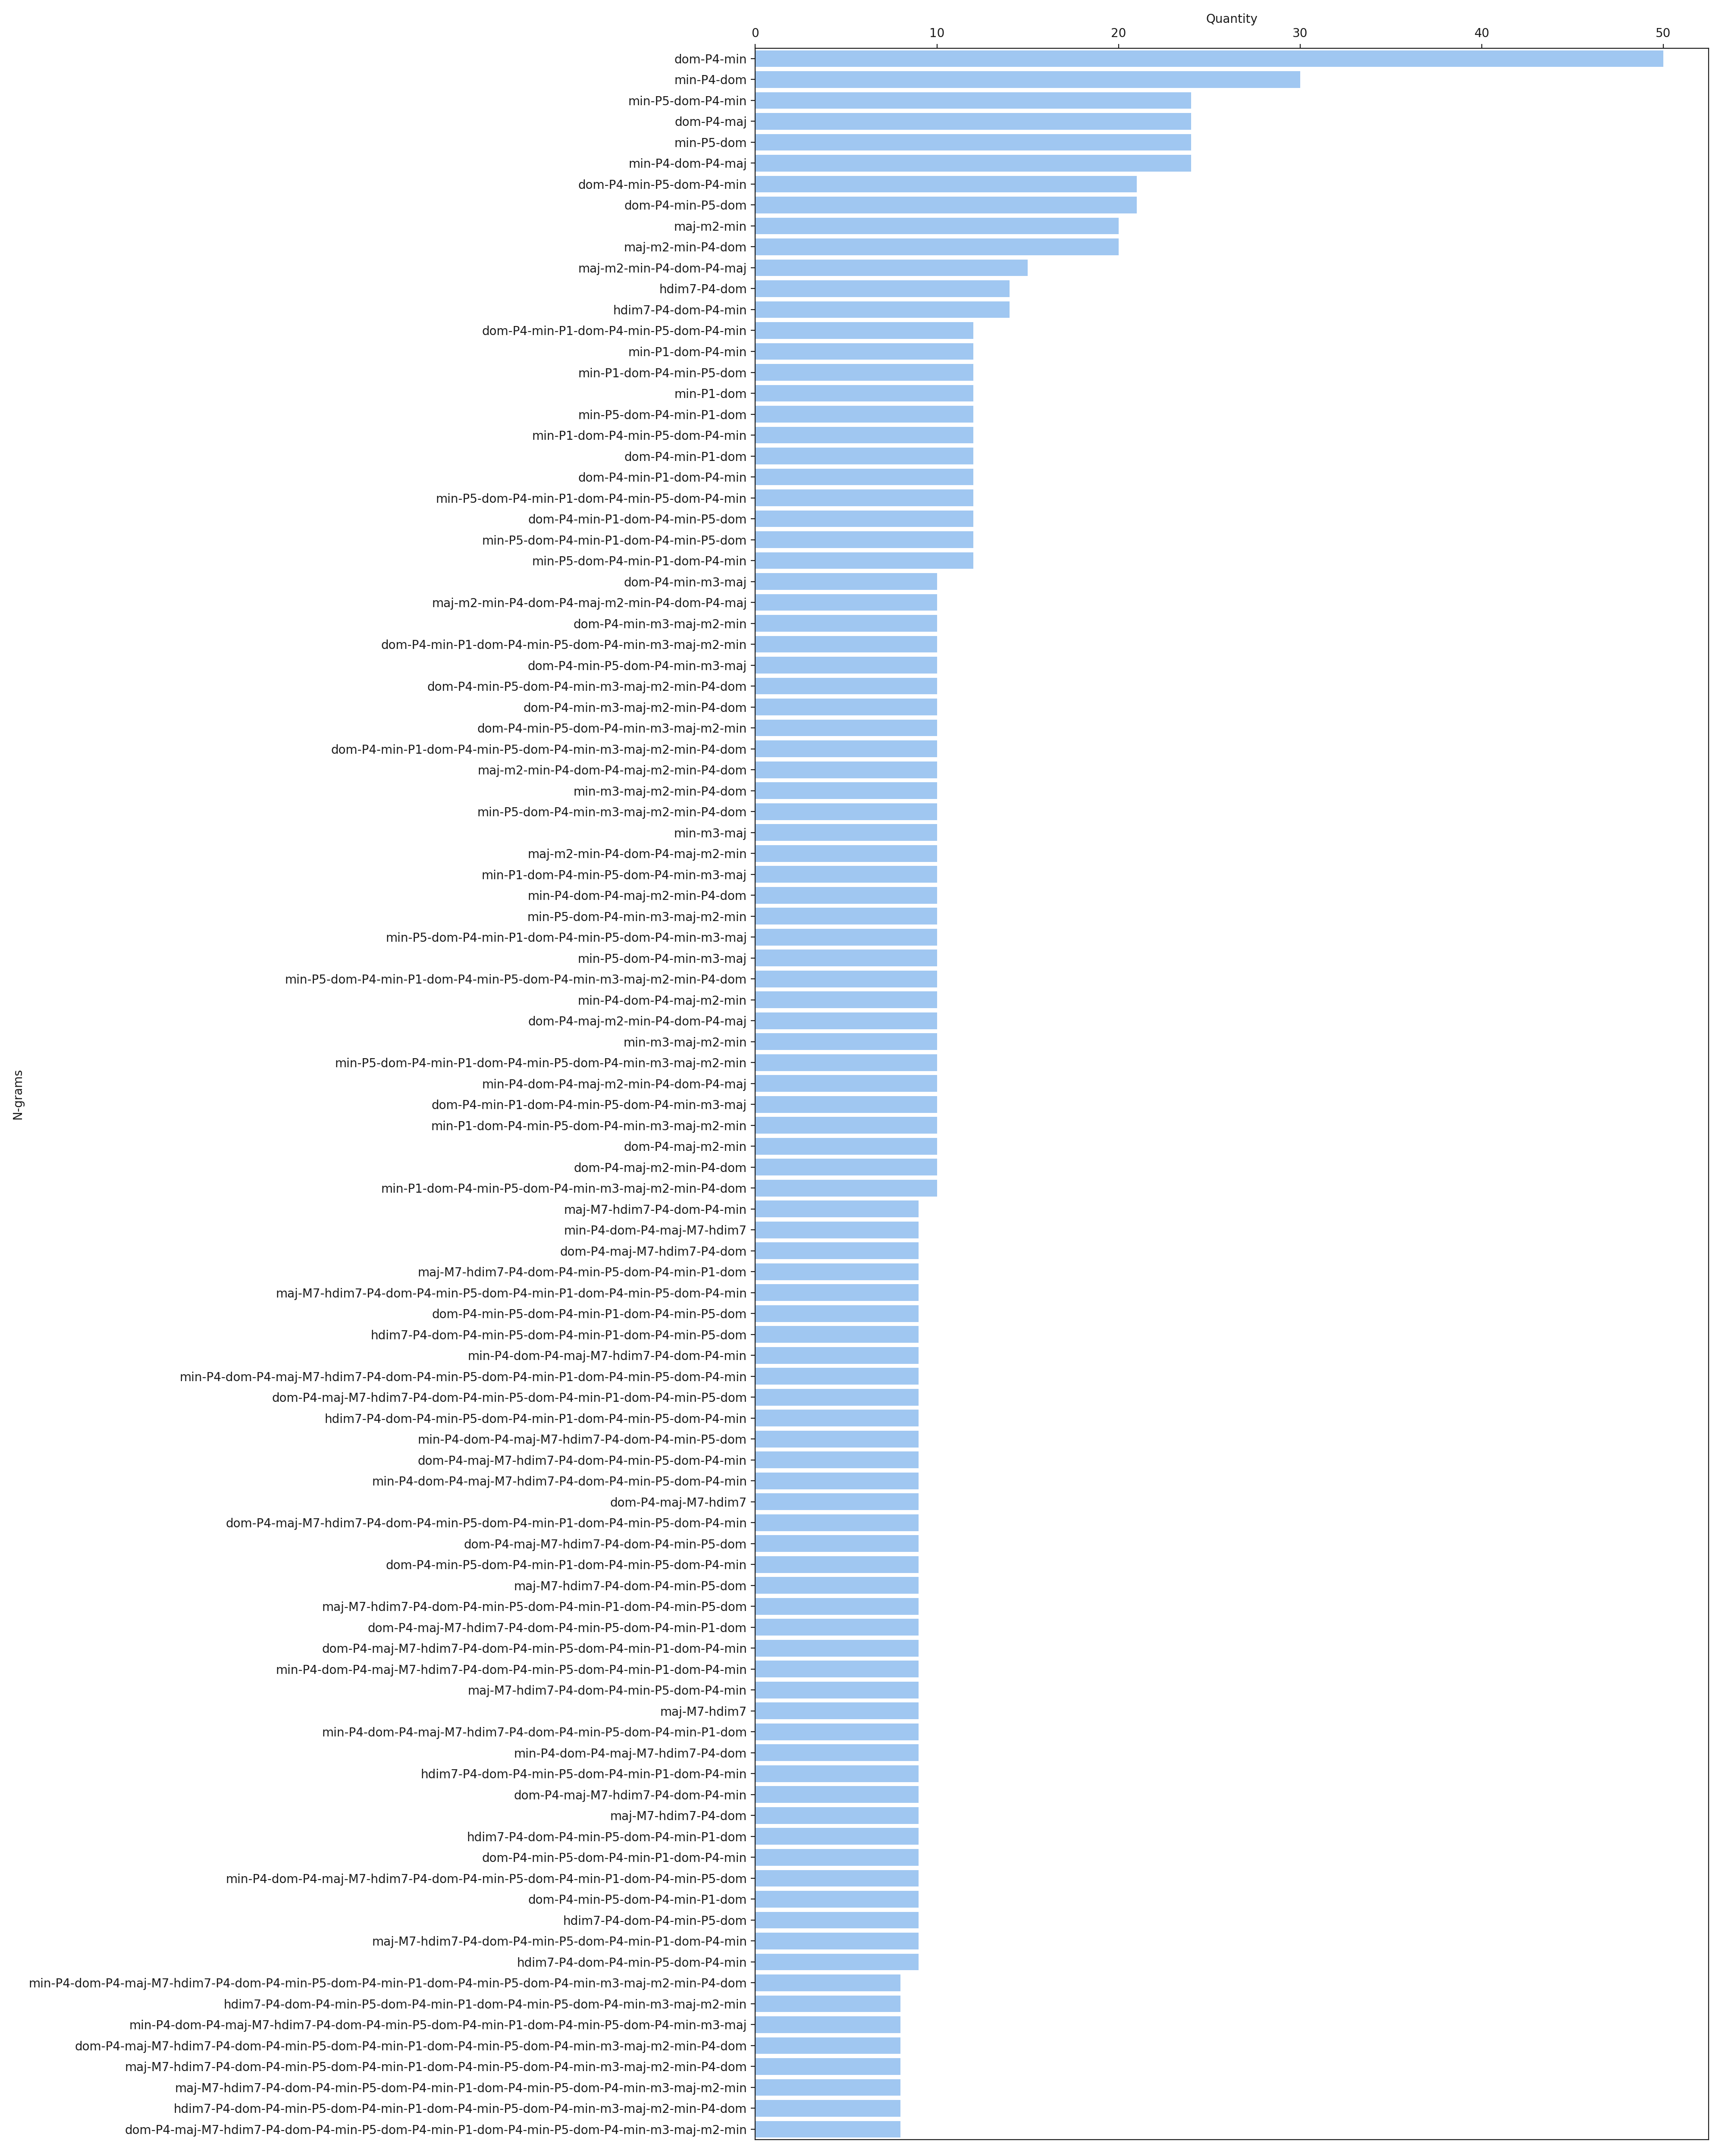 Quantity
0 10 20 30 40 50
dom-P4-min
min-P4-dom
min-P5-dom-P4-min
dom-P4-maj
min-P5-dom
min-P4-dom-P4-maj
dom-P4-min-P5-dom-P4-min
dom-P4-min-P5-dom
maj-m2-min
maj-m2-min-P4-dom
maj-m2-min-P4-dom-P4-maj
hdim7-P4-dom
hdim7-P4-dom-P4-min
dom-P4-min-P1-dom-P4-min-P5-dom-P4-min
min-P1-dom-P4-min
min-P1-dom-P4-min-P5-dom
min-P1-dom
min-P5-dom-P4-min-P1-dom
min-P1-dom-P4-min-P5-dom-P4-min
dom-P4-min-P1-dom
dom-P4-min-P1-dom-P4-min
min-P5-dom-P4-min-P1-dom-P4-min-P5-dom-P4-min
dom-P4-min-P1-dom-P4-min-P5-dom
min-P5-dom-P4-min-P1-dom-P4-min-P5-dom
min-P5-dom-P4-min-P1-dom-P4-min
dom-P4-min-m3-maj
maj-m2-min-P4-dom-P4-maj-m2-min-P4-dom-P4-maj
dom-P4-min-m3-maj-m2-min
dom-P4-min-P1-dom-P4-min-P5-dom-P4-min-m3-maj-m2-min
dom-P4-min-P5-dom-P4-min-m3-maj
dom-P4-min-P5-dom-P4-min-m3-maj-m2-min-P4-dom
dom-P4-min-m3-maj-m2-min-P4-dom
dom-P4-min-P5-dom-P4-min-m3-maj-m2-min
dom-P4-min-P1-dom-P4-min-P5-dom-P4-min-m3-maj-m2-min-P4-dom
maj-m2-min-P4-dom-P4-maj-m2-min-P4-dom
min-m3-maj-m2-min-P4-dom
min-P5-dom-P4-min-m3-maj-m2-min-P4-dom
min-m3-maj
maj-m2-min-P4-dom-P4-maj-m2-min
min-P1-dom-P4-min-P5-dom-P4-min-m3-maj
min-P4-dom-P4-maj-m2-min-P4-dom
min-P5-dom-P4-min-m3-maj-m2-min
min-P5-dom-P4-min-P1-dom-P4-min-P5-dom-P4-min-m3-maj
min-P5-dom-P4-min-m3-maj
min-P5-dom-P4-min-P1-dom-P4-min-P5-dom-P4-min-m3-maj-m2-min-P4-dom
min-P4-dom-P4-maj-m2-min
dom-P4-maj-m2-min-P4-dom-P4-maj
min-m3-maj-m2-min
min-P5-dom-P4-min-P1-dom-P4-min-P5-dom-P4-min-m3-maj-m2-min
min-P4-dom-P4-maj-m2-min-P4-dom-P4-maj
N-grams
dom-P4-min-P1-dom-P4-min-P5-dom-P4-min-m3-maj
min-P1-dom-P4-min-P5-dom-P4-min-m3-maj-m2-min
dom-P4-maj-m2-min
dom-P4-maj-m2-min-P4-dom
min-P1-dom-P4-min-P5-dom-P4-min-m3-maj-m2-min-P4-dom
maj-M7-hdim7-P4-dom-P4-min
min-P4-dom-P4-maj-M7-hdim7
dom-P4-maj-M7-hdim7-P4-dom
maj-M7-hdim7-P4-dom-P4-min-P5-dom-P4-min-P1-dom
maj-M7-hdim7-P4-dom-P4-min-P5-dom-P4-min-P1-dom-P4-min-P5-dom-P4-min
dom-P4-min-P5-dom-P4-min-P1-dom-P4-min-P5-dom
hdim7-P4-dom-P4-min-P5-dom-P4-min-P1-dom-P4-min-P5-dom
min-P4-dom-P4-maj-M7-hdim7-P4-dom-P4-min
min-P4-dom-P4-maj-M7-hdim7-P4-dom-P4-min-P5-dom-P4-min-P1-dom-P4-min-P5-dom-P4-min
dom-P4-maj-M7-hdim7-P4-dom-P4-min-P5-dom-P4-min-P1-dom-P4-min-P5-dom
hdim7-P4-dom-P4-min-P5-dom-P4-min-P1-dom-P4-min-P5-dom-P4-min
min-P4-dom-P4-maj-M7-hdim7-P4-dom-P4-min-P5-dom
dom-P4-maj-M7-hdim7-P4-dom-P4-min-P5-dom-P4-min
min-P4-dom-P4-maj-M7-hdim7-P4-dom-P4-min-P5-dom-P4-min
dom-P4-maj-M7-hdim7
dom-P4-maj-M7-hdim7-P4-dom-P4-min-P5-dom-P4-min-P1-dom-P4-min-P5-dom-P4-min
dom-P4-maj-M7-hdim7-P4-dom-P4-min-P5-dom
dom-P4-min-P5-dom-P4-min-P1-dom-P4-min-P5-dom-P4-min
maj-M7-hdim7-P4-dom-P4-min-P5-dom
maj-M7-hdim7-P4-dom-P4-min-P5-dom-P4-min-P1-dom-P4-min-P5-dom
dom-P4-maj-M7-hdim7-P4-dom-P4-min-P5-dom-P4-min-P1-dom
dom-P4-maj-M7-hdim7-P4-dom-P4-min-P5-dom-P4-min-P1-dom-P4-min
min-P4-dom-P4-maj-M7-hdim7-P4-dom-P4-min-P5-dom-P4-min-P1-dom-P4-min
maj-M7-hdim7-P4-dom-P4-min-P5-dom-P4-min
maj-M7-hdim7
min-P4-dom-P4-maj-M7-hdim7-P4-dom-P4-min-P5-dom-P4-min-P1-dom
min-P4-dom-P4-maj-M7-hdim7-P4-dom
hdim7-P4-dom-P4-min-P5-dom-P4-min-P1-dom-P4-min
dom-P4-maj-M7-hdim7-P4-dom-P4-min
maj-M7-hdim7-P4-dom
hdim7-P4-dom-P4-min-P5-dom-P4-min-P1-dom
dom-P4-min-P5-dom-P4-min-P1-dom-P4-min
min-P4-dom-P4-maj-M7-hdim7-P4-dom-P4-min-P5-dom-P4-min-P1-dom-P4-min-P5-dom
dom-P4-min-P5-dom-P4-min-P1-dom
hdim7-P4-dom-P4-min-P5-dom
maj-M7-hdim7-P4-dom-P4-min-P5-dom-P4-min-P1-dom-P4-min
hdim7-P4-dom-P4-min-P5-dom-P4-min
min-P4-dom-P4-maj-M7-hdim7-P4-dom-P4-min-P5-dom-P4-min-P1-dom-P4-min-P5-dom-P4-min-m3-maj-m2-min-P4-dom
hdim7-P4-dom-P4-min-P5-dom-P4-min-P1-dom-P4-min-P5-dom-P4-min-m3-maj-m2-min
min-P4-dom-P4-maj-M7-hdim7-P4-dom-P4-min-P5-dom-P4-min-P1-dom-P4-min-P5-dom-P4-min-m3-maj
dom-P4-maj-M7-hdim7-P4-dom-P4-min-P5-dom-P4-min-P1-dom-P4-min-P5-dom-P4-min-m3-maj-m2-min-P4-dom
maj-M7-hdim7-P4-dom-P4-min-P5-dom-P4-min-P1-dom-P4-min-P5-dom-P4-min-m3-maj-m2-min-P4-dom
maj-M7-hdim7-P4-dom-P4-min-P5-dom-P4-min-P1-dom-P4-min-P5-dom-P4-min-m3-maj-m2-min
hdim7-P4-dom-P4-min-P5-dom-P4-min-P1-dom-P4-min-P5-dom-P4-min-m3-maj-m2-min-P4-dom
dom-P4-maj-M7-hdim7-P4-dom-P4-min-P5-dom-P4-min-P1-dom-P4-min-P5-dom-P4-min-m3-maj-m2-min